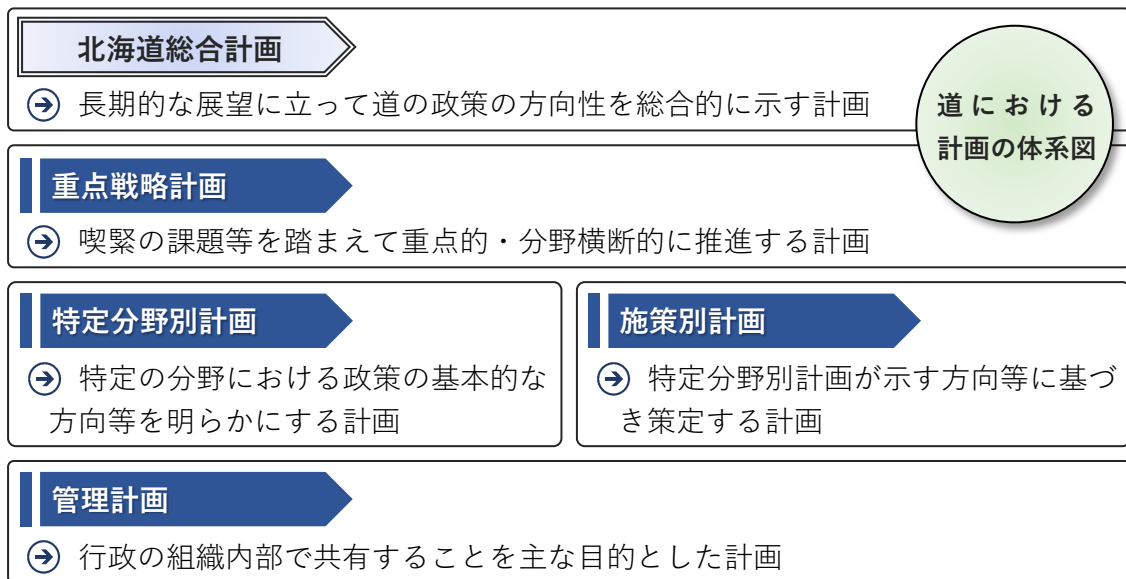 北海道総合計画
長期的な展望に立って道の政策の方向性を総合的に示す計画
道における
計画の体系図
重点戦略計画
喫緊の課題等を踏まえて重点的・分野横断的に推進する計画
特定分野別計画
特定の分野における政策の基本的な
方向等を明らかにする計画
施策別計画
特定分野別計画が示す方向等に基づ
き策定する計画
管理計画
行政の組織内部で共有することを主な目的とした計画